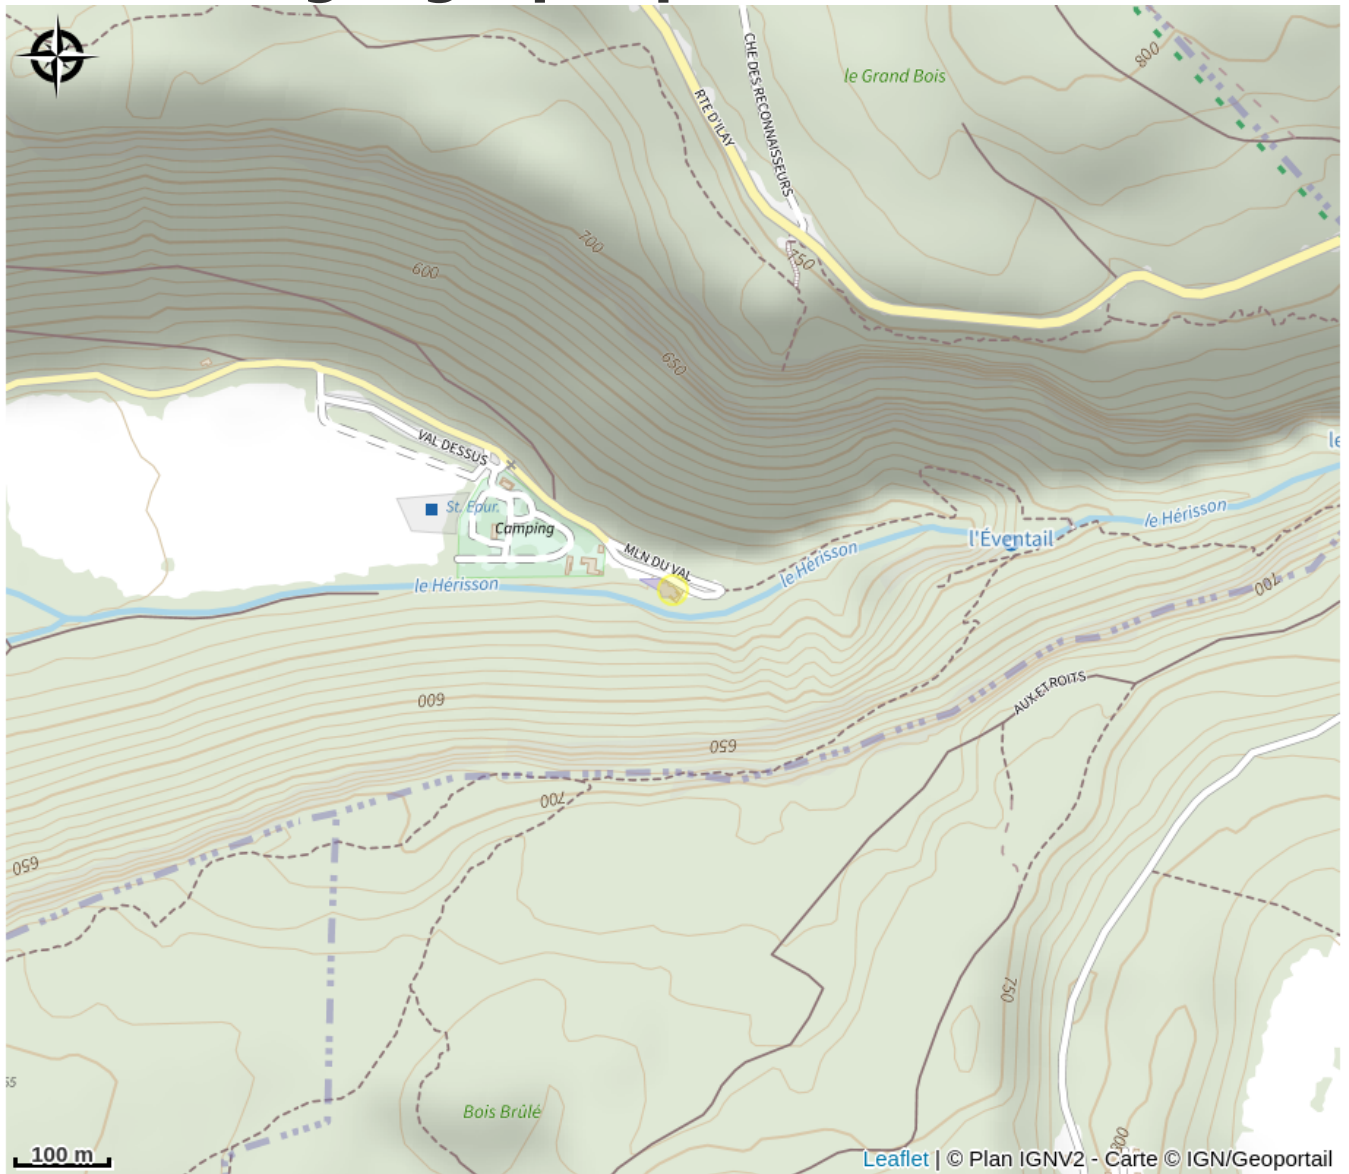 le Grand Bois
800
CHE DES RECONNAISSEURS
RTE D'ILAY
700
750
600
650
le
VAL DESSUS
St. Epur.
Camping
le Hérisson
l'Éventail
MLN DU VAL
le Hérisson
le Hérisson
700
AUX ETROITS
600
650
700
650
750
Bois Brûlé
800
100 m
Leaflet | © Plan IGNV2 - Carte © IGN/Geoportail